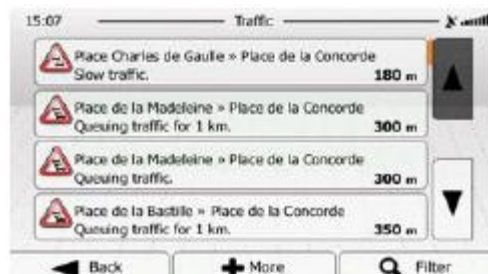 15:07 Traffic
Place Charles de Gaulle » Place de la Concorde
Slow traffic. 180 m
Place de la Madeleine » Place de la Concorde
Queuing traffic for 1 km. 300 m
Place de la Madeleine » Place de la Concorde
Queuing traffic. 300 m
Place de la Bastille » Place de la Concorde
Queuing traffic for 1 km. 350 m
Back More Filter